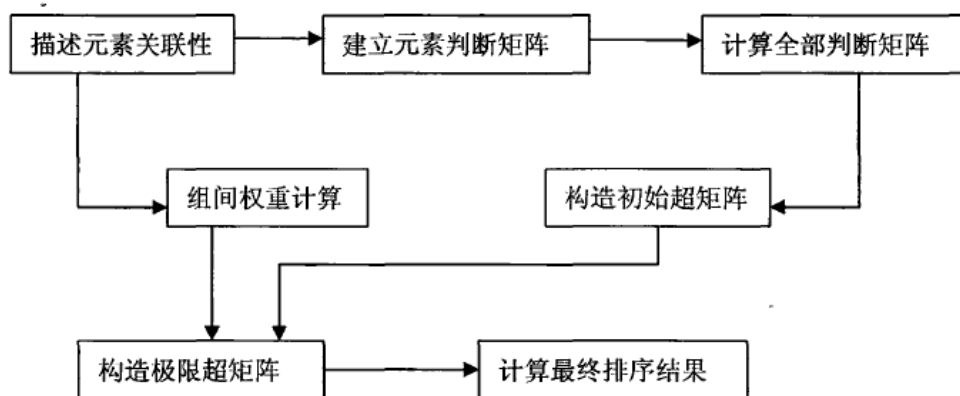 描述元素关联性
建立元素判断矩阵
计算全部判断矩阵
组间权重计算
构造初始超矩阵
构造极限超矩阵
计算最终排序结果